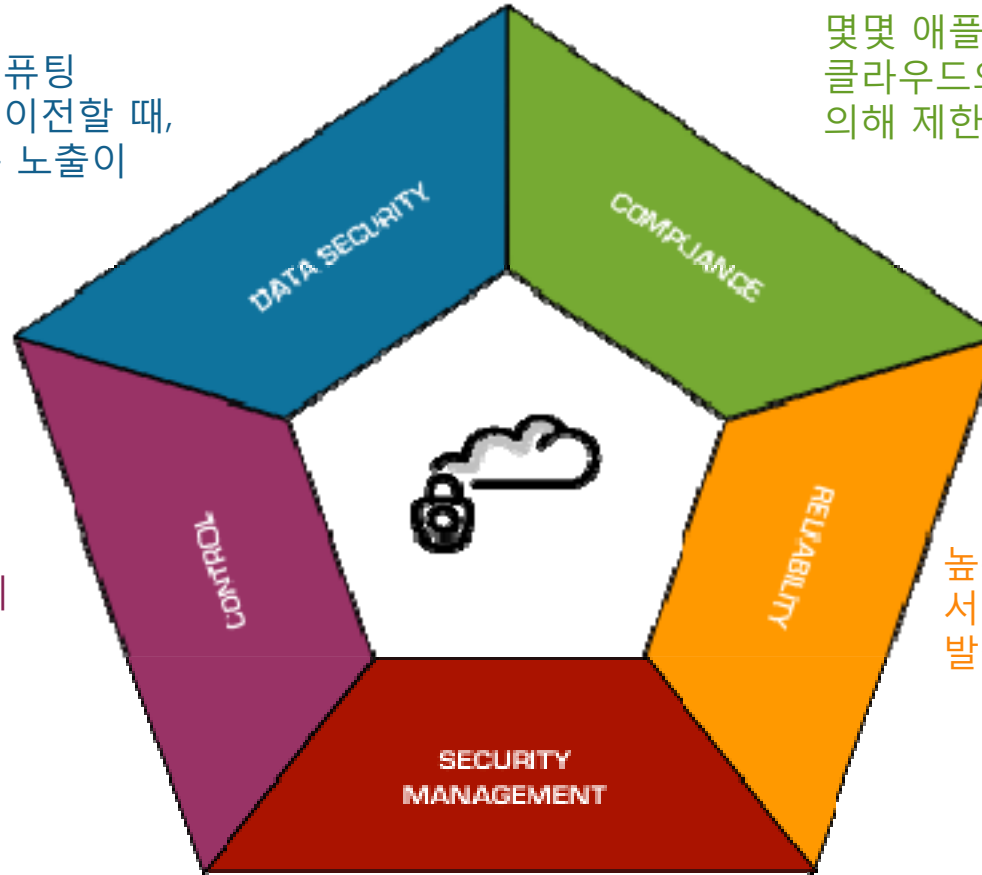 퓨팅
이전할 때,
노출이
몇몇 애플
클라우드의
의해 제한
DATA SECURITY
COMPLIANCE
CONTROL
RELIABILITY
높
서
발
SECURITY
MANAGEMENT